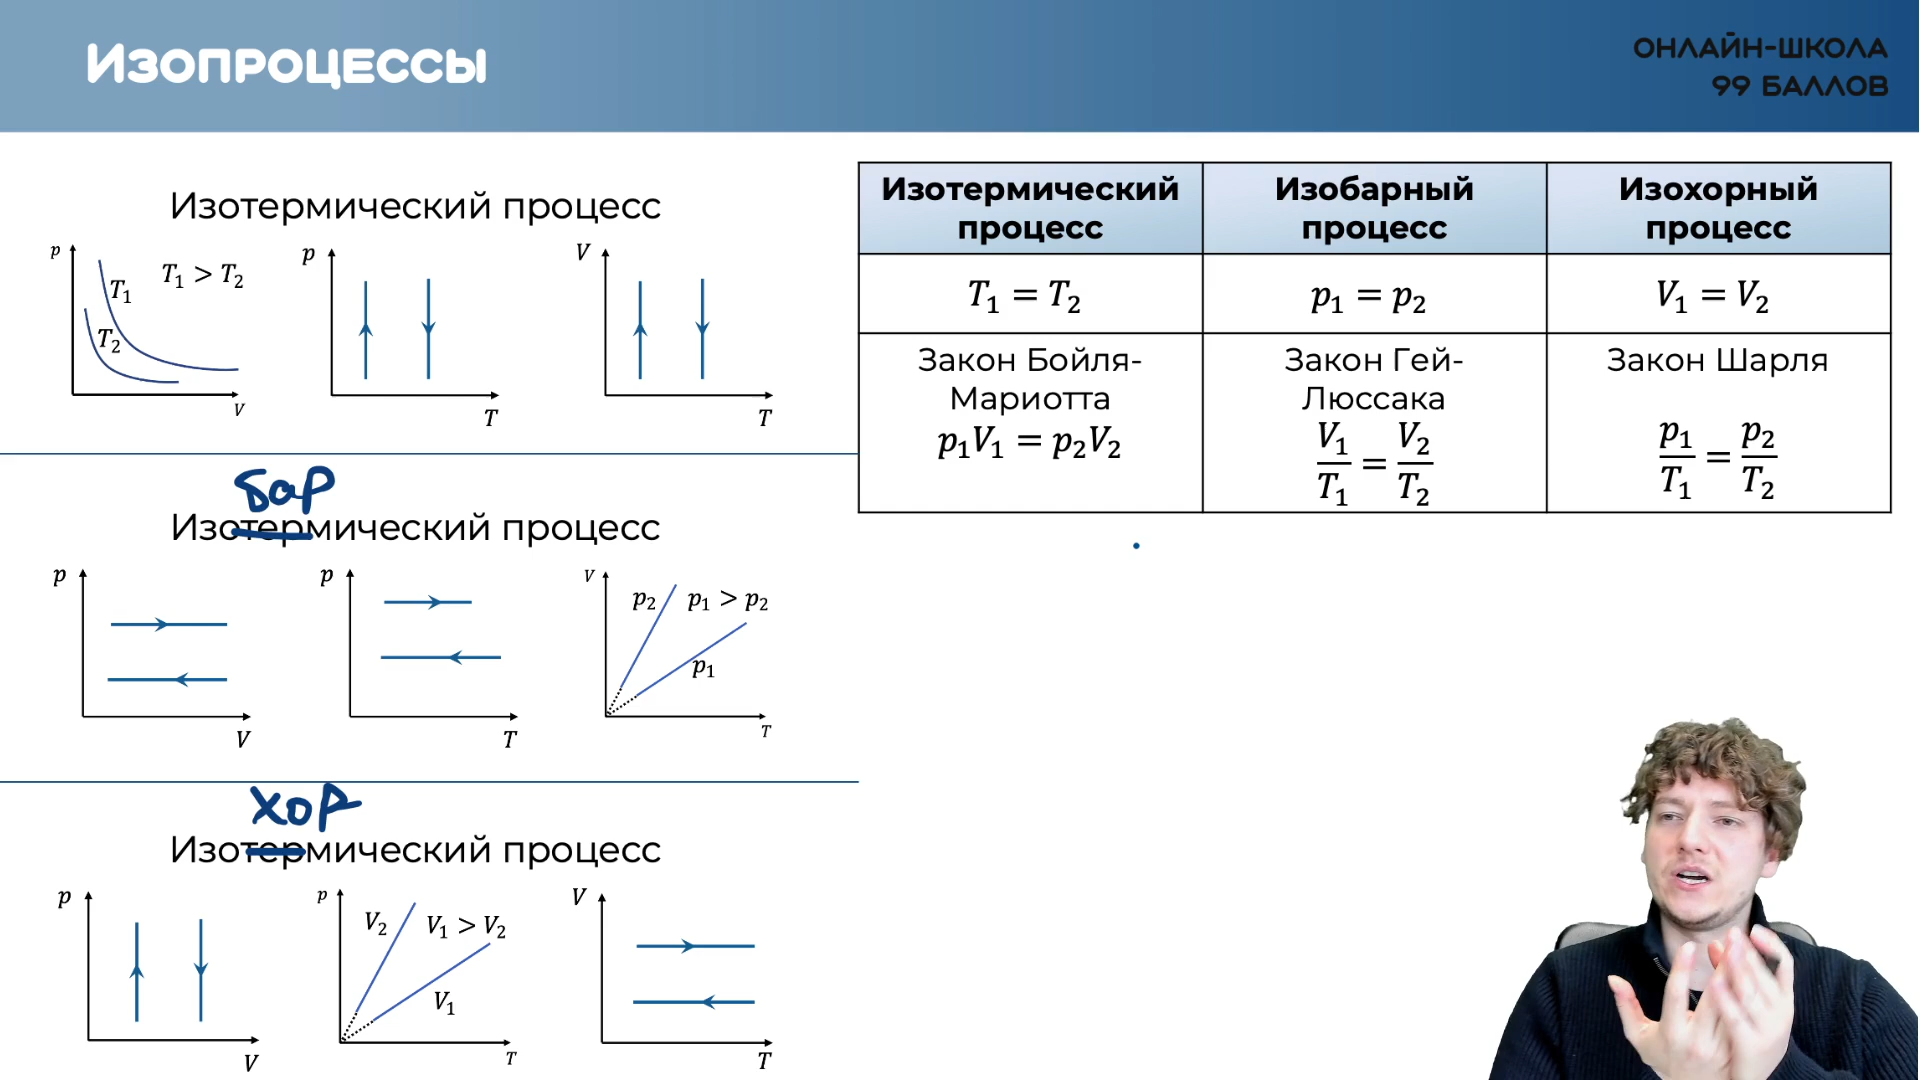 Изопроцессы
ОНЛАЙН-ШКОЛА
99 БАЛЛОВ
Изотермический процесс
p
T₁
T₂
T₁ > T₂
V
p
T
V
T
бар
Изотермический процесс
p
V
p
T
V
p₂
p₁ > p₂
p₁
T
хор
Изотермический процесс
p
V
p
V₂
V₁ > V₂
V₁
T
V
T
Изотермический процесс
Изобарный процесс
Изохорный процесс
T₁ = T₂
p₁ = p₂
V₁ = V₂
Закон Бойля-
Мариотта
p₁V₁ = p₂V₂
Закон Гей-
Люссака
V₁/T₁ = V₂/T₂
Закон Шарля
p₁/T₁ = p₂/T₂